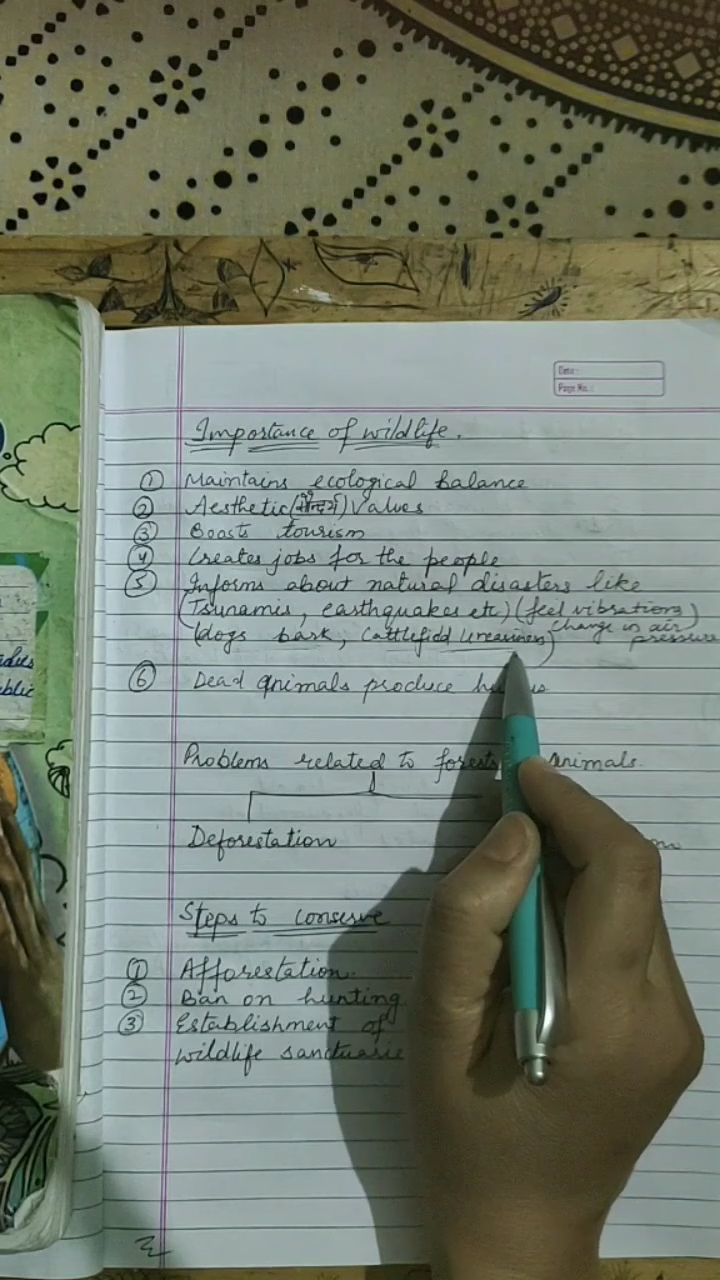 Date:
Page No.:
Importance of wildlife.
① Maintains ecological balance
② Aesthetic (सौन्दर्य) Values
③ Boosts tourism
④ Creates jobs for the people
⑤ Informs about natural disasters like
(Tsunamis, earthquakes etc) (feel vibrations)
(dogs bark, Cattlefield Uneasiness) change in air pressure
⑥ Dead animals produce
Problems related to forests animals.
Deforestation
Steps to conserve
① Afforestation.
② Ban on hunting
③ Establishment of
wildlife